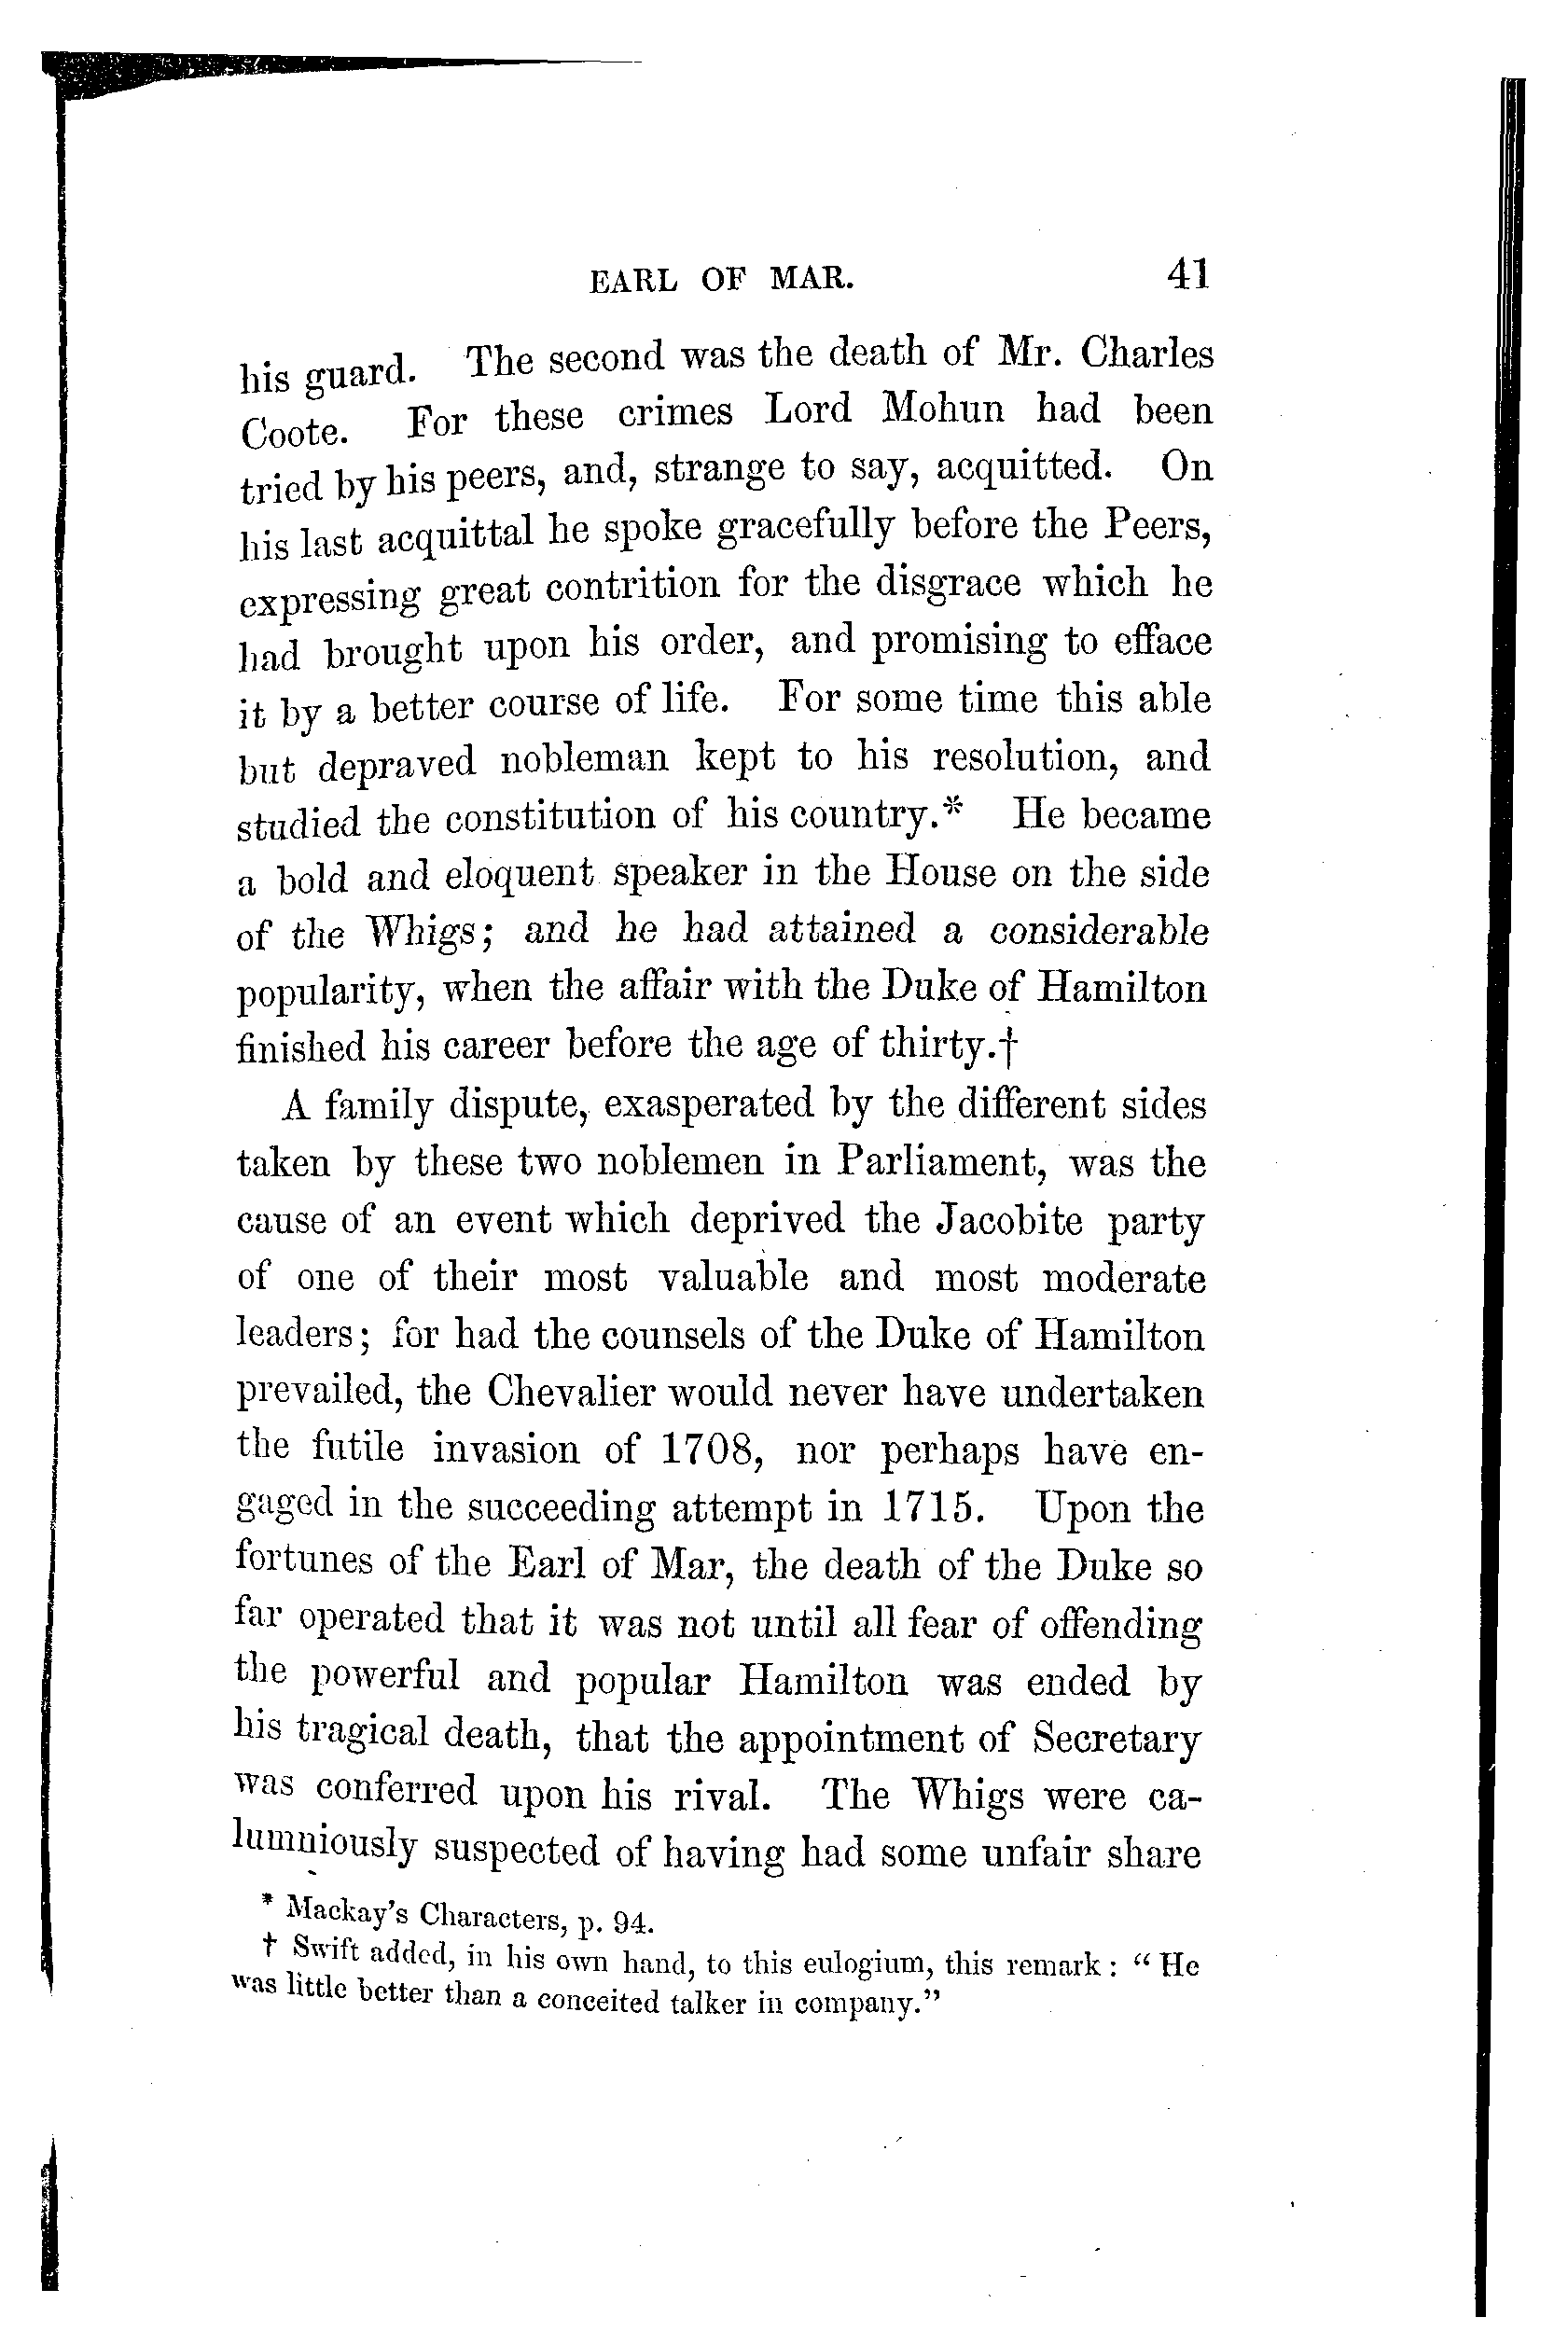 EARL OF MAR. 41
his guard. The second was the death of Mr. Charles
Coote. For these crimes Lord Mohun had been
tried by his peers, and, strange to say, acquitted. On
his last acquittal he spoke gracefully before the Peers,
expressing great contrition for the disgrace which he
had brought upon his order, and promising to efface
it by a better course of life. For some time this able
but depraved nobleman kept to his resolution, and
studied the constitution of his country.* He became
a bold and eloquent speaker in the House on the side
of the Whigs; and he had attained a considerable
popularity, when the affair with the Duke of Hamilton
finished his career before the age of thirty.†
A family dispute, exasperated by the different sides
taken by these two noblemen in Parliament, was the
cause of an event which deprived the Jacobite party
of one of their most valuable and most moderate
leaders; for had the counsels of the Duke of Hamilton
prevailed, the Chevalier would never have undertaken
the futile invasion of 1708, nor perhaps have en-
gaged in the succeeding attempt in 1715. Upon the
fortunes of the Earl of Mar, the death of the Duke so
far operated that it was not until all fear of offending
the powerful and popular Hamilton was ended by
his tragical death, that the appointment of Secretary
was conferred upon his rival. The Whigs were ca-
lumniously suspected of having had some unfair share
* Mackay's Characters, p. 94.
† Swift added, in his own hand, to this eulogium, this remark: "He
was little better than a conceited talker in company."